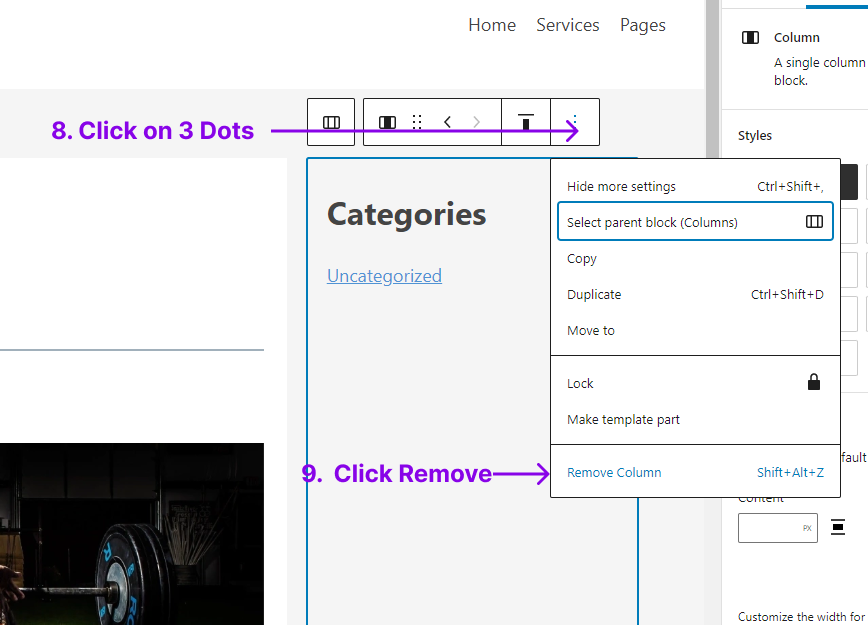 Home Services Pages
Column
A single column
block.
8. Click on 3 Dots
Styles
Hide more settings Ctrl+Shift+,
Categories
Select parent block (Columns)
Copy
Uncategorized
Duplicate Ctrl+Shift+D
Move to
Lock
Make template part
fault
9. Click Remove
Remove Column Shift+Alt+Z
Content
PX
Customize the width for